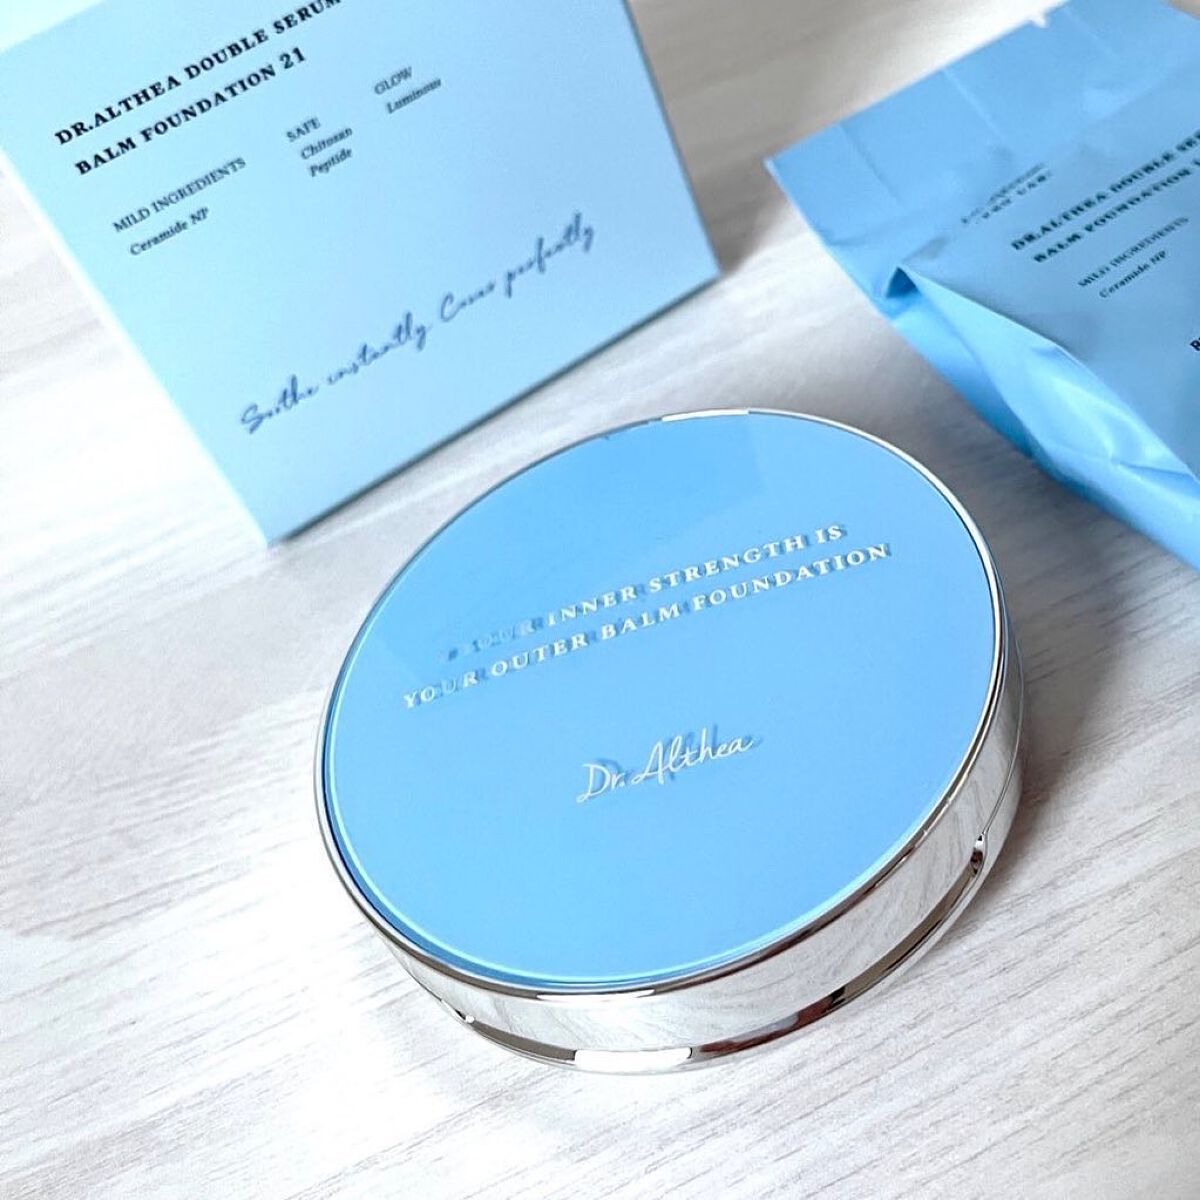 DR.ALTHEA DOUBLE SERUM
BALM FOUNDATION 21
MILD INGREDIENTS
Ceramide NP
SAFE
Chitozan
Peptide
GLOW
Luminous
Soothe instantly Cover perfectly
DR.ALTHEA DOUBLE SE
BALM FOUNDATION
MILD INGREDIENTS
Ceramide NP
YOUR INNER STRENGTH IS
YOUR OUTER BALM FOUNDATION
Dr. Althea